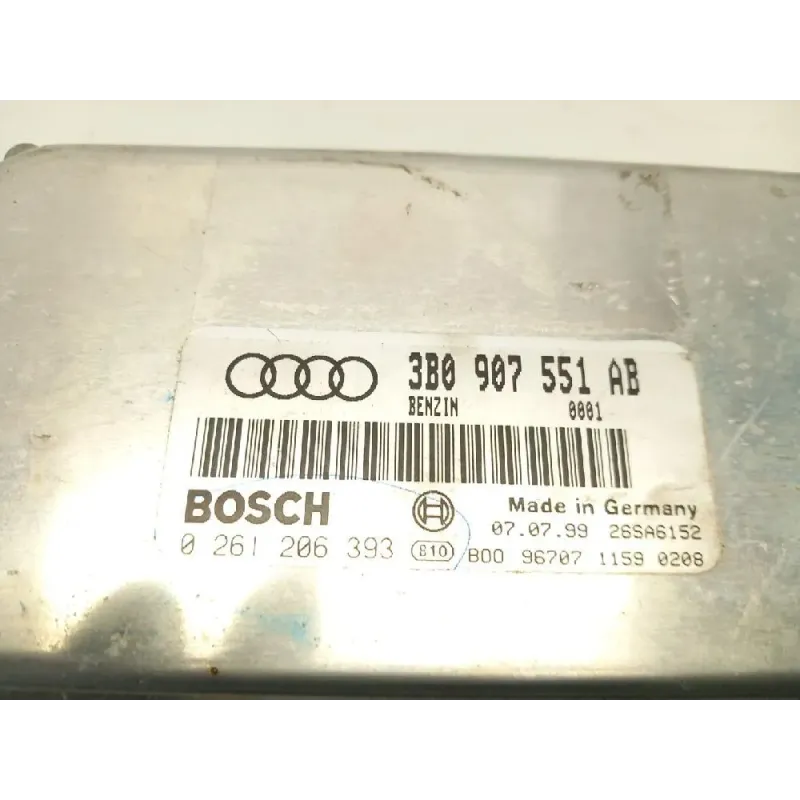 3B0 907 551 AB
BENZIN 0001
BOSCH Made in Germany
07.07.99 26SA6152
0 261 206 393 B10 B00 96707 1159 0208